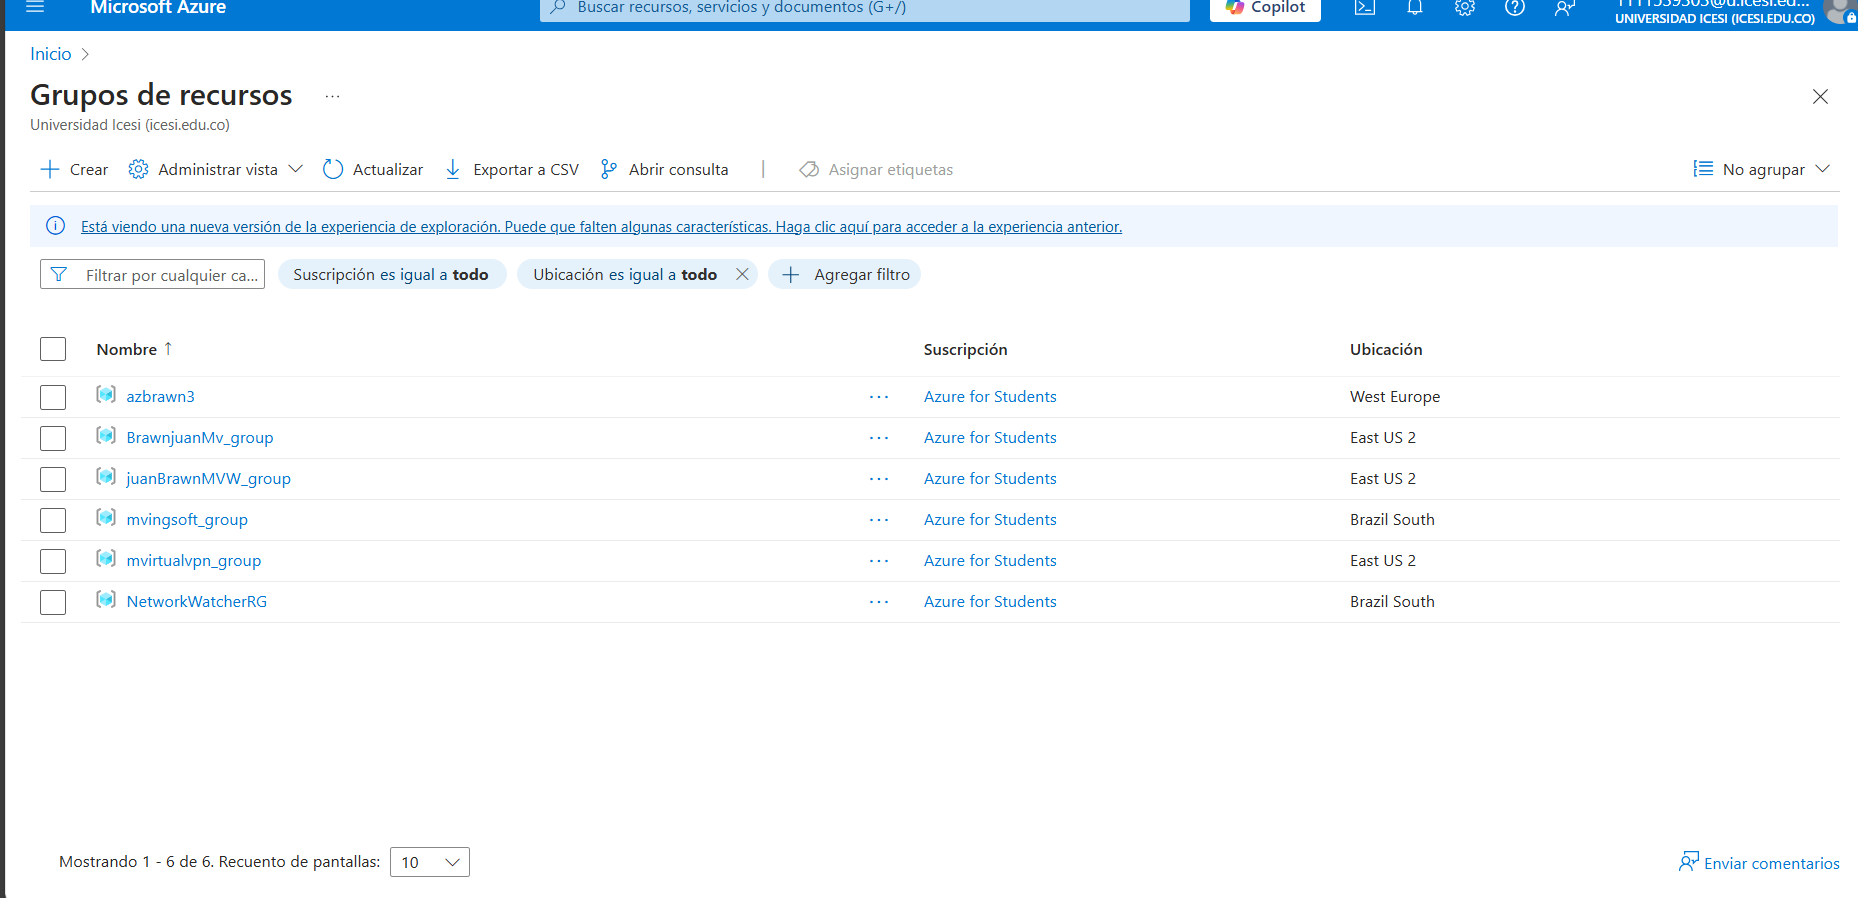 Microsoft Azure
Buscar recursos, servicios y documentos (G+/)
Copilot
UNIVERSIDAD ICESI (ICESI.EDU.CO)
Inicio
Grupos de recursos ...
Universidad Icesi (icesi.edu.co)
Crear Administrar vista Actualizar Exportar a CSV Abrir consulta | Asignar etiquetas No agrupar
Está viendo una nueva versión de la experiencia de exploración. Puede que falten algunas características. Haga clic aquí para acceder a la experiencia anterior.
Filtrar por cualquier ca... Suscripción es igual a todo Ubicación es igual a todo Agregar filtro
Nombre ↑ Suscripción Ubicación
azbrawn3 ... Azure for Students West Europe
BrawnjuanMv_group ... Azure for Students East US 2
juanBrawnMVW_group ... Azure for Students East US 2
mvingsoft_group ... Azure for Students Brazil South
mvirtualvpn_group ... Azure for Students East US 2
NetworkWatcherRG ... Azure for Students Brazil South
Mostrando 1 - 6 de 6. Recuento de pantallas: 10
Enviar comentarios